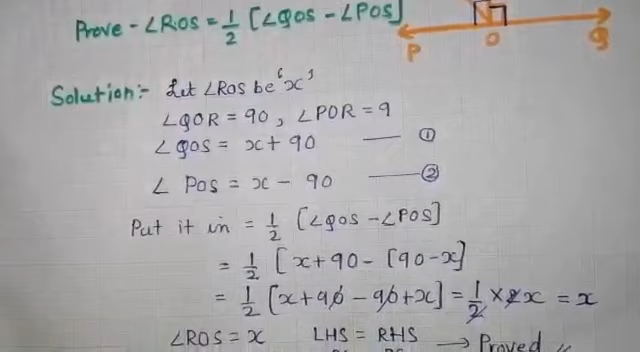 Prove - ∠ROS = 1/2 [∠QOS - ∠POS]
P O Q
Solution:- Let ∠ROS be 'x'
∠QOR = 90, ∠POR = 9
∠QOS = x + 90 — ①
∠ POS = x - 90 — ②
Put it in = 1/2 [∠QOS - ∠POS]
= 1/2 [x + 90 - [90 - x]
= 1/2 [x + 90 - 90 + x] = 1/2 × 2x = x
∠ROS = x LHS = RHS → Proved